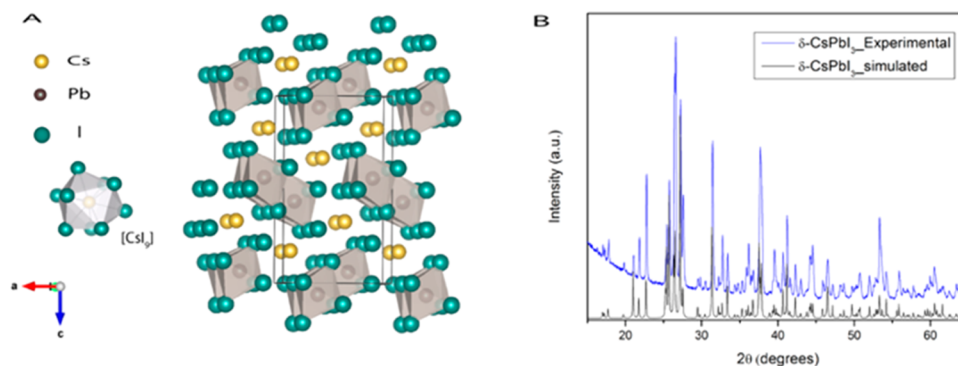 A
Cs
Pb
I
[CsI₉]
a
c
B
δ-CsPbI₃_Experimental
δ-CsPbI₃_simulated
Intensity (a.u.)
20 30 40 50 60
2θ (degrees)